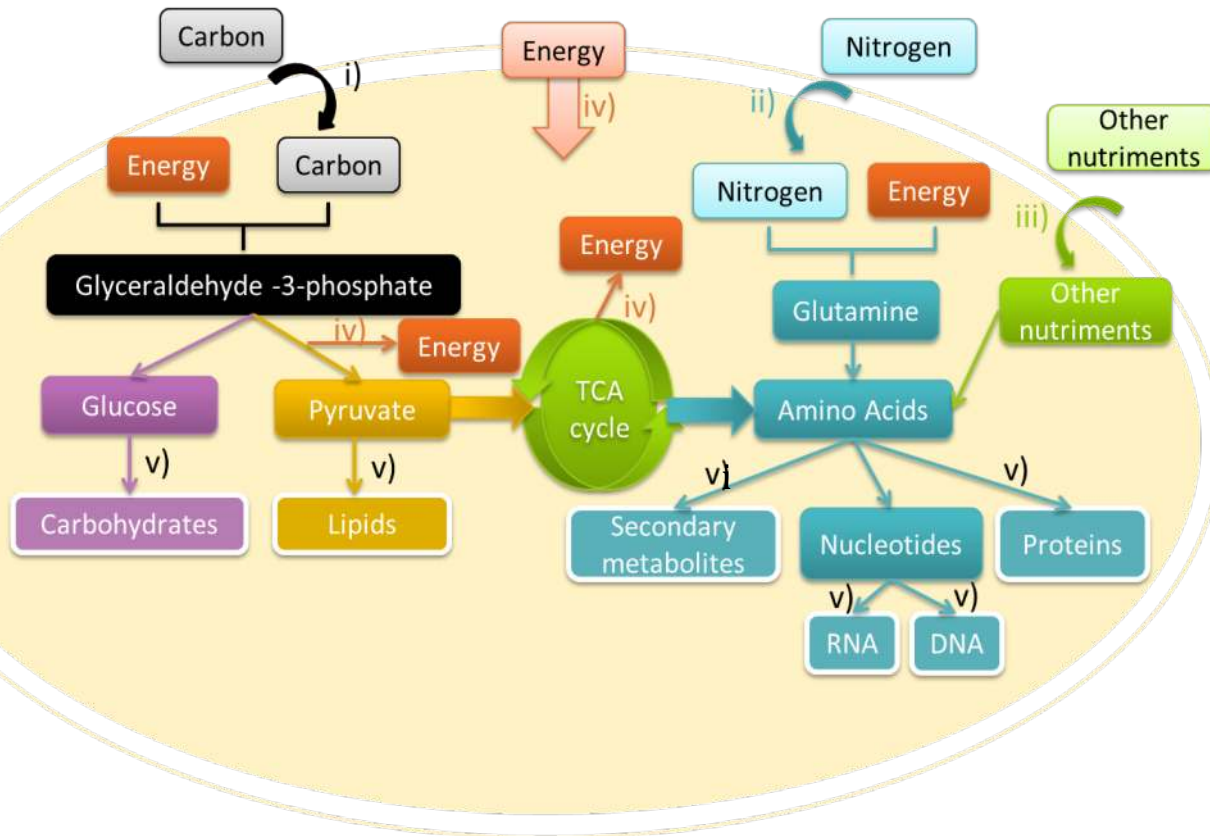 Carbon
Energy
Nitrogen
i)
iv)
ii)
Other
nutriments
Energy
Carbon
Nitrogen
Energy
iii)
Energy
Glyceraldehyde -3-phosphate
Glutamine
Other
nutriments
iv)
iv)
Energy
Glucose
Pyruvate
TCA
cycle
Amino Acids
v)
v)
v)
v)
Carbohydrates
Lipids
Secondary
metabolites
Nucleotides
Proteins
v)
v)
RNA
DNA